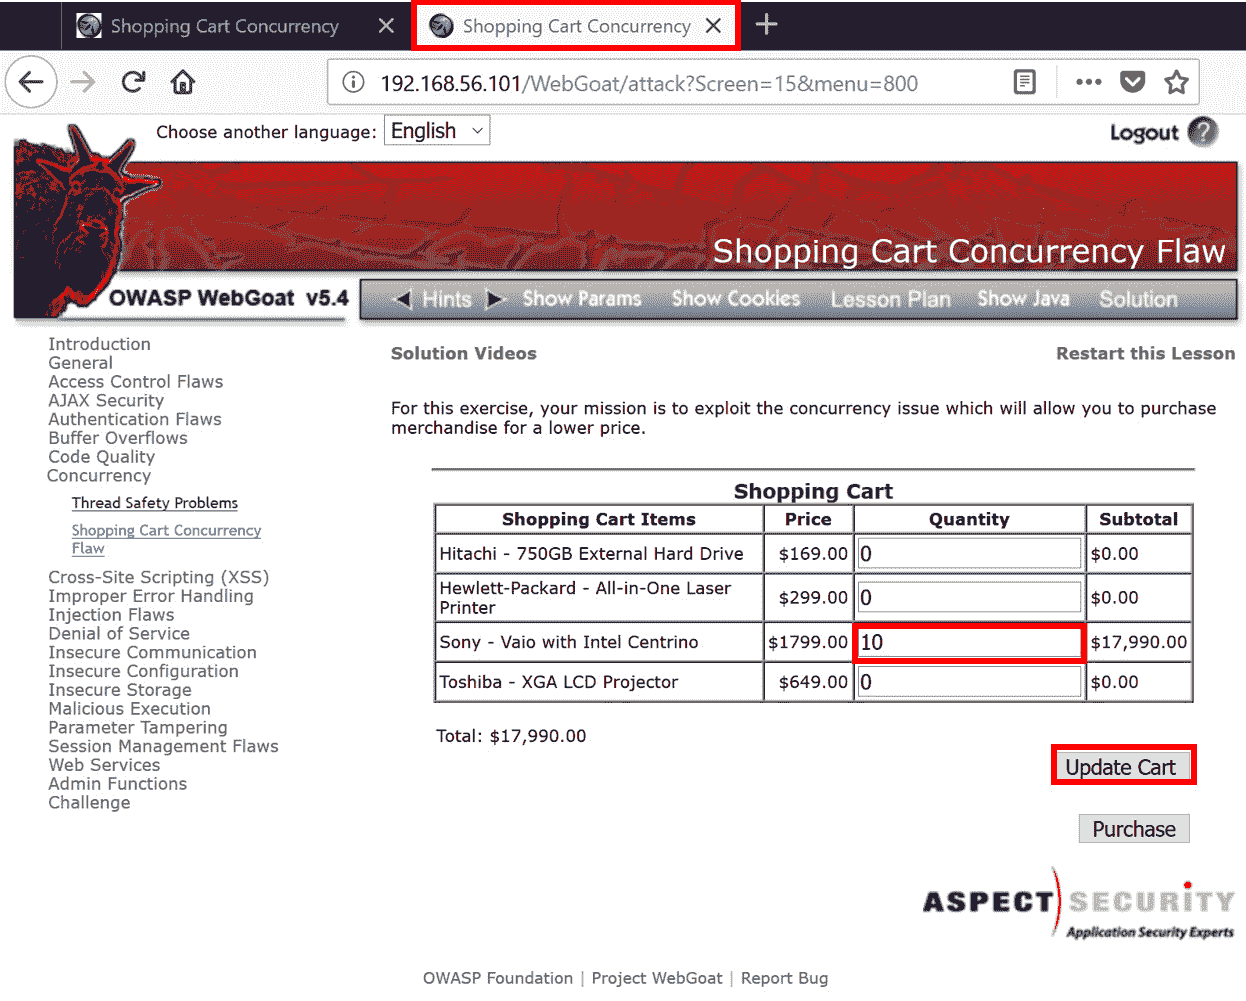 Shopping Cart Concurrency
Shopping Cart Concurrency
192.168.56.101/WebGoat/attack?Screen=15&menu=800
Choose another language: English
Logout ?
Shopping Cart Concurrency Flaw
OWASP WebGoat v5.4
Hints Show Params Show Cookies Lesson Plan Show Java Solution
Introduction
General
Access Control Flaws
AJAX Security
Authentication Flaws
Buffer Overflows
Code Quality
Concurrency
Thread Safety Problems
Shopping Cart Concurrency
Flaw
Cross-Site Scripting (XSS)
Improper Error Handling
Injection Flaws
Denial of Service
Insecure Communication
Insecure Configuration
Insecure Storage
Malicious Execution
Parameter Tampering
Session Management Flaws
Web Services
Admin Functions
Challenge
Solution Videos
Restart this Lesson
For this exercise, your mission is to exploit the concurrency issue which will allow you to purchase
merchandise for a lower price.
Shopping Cart
Shopping Cart Items Price Quantity Subtotal
Hitachi - 750GB External Hard Drive $169.00 0 $0.00
Hewlett-Packard - All-in-One Laser
Printer $299.00 0 $0.00
Sony - Vaio with Intel Centrino $1799.00 10 $17,990.00
Toshiba - XGA LCD Projector $649.00 0 $0.00
Total: $17,990.00
Update Cart
Purchase
ASPECT SECURITY
Application Security Experts
OWASP Foundation | Project WebGoat | Report Bug